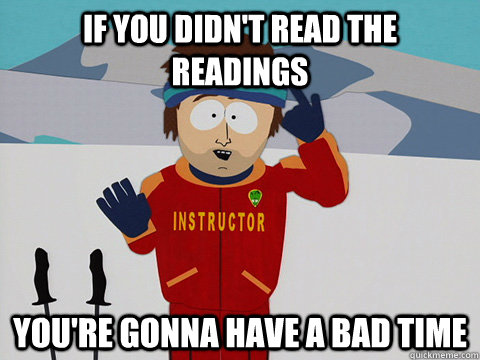 IF YOU DIDN'T READ THE
READINGS
INSTRUCTOR
YOU'RE GONNA HAVE A BAD TIME
quickmeme.com